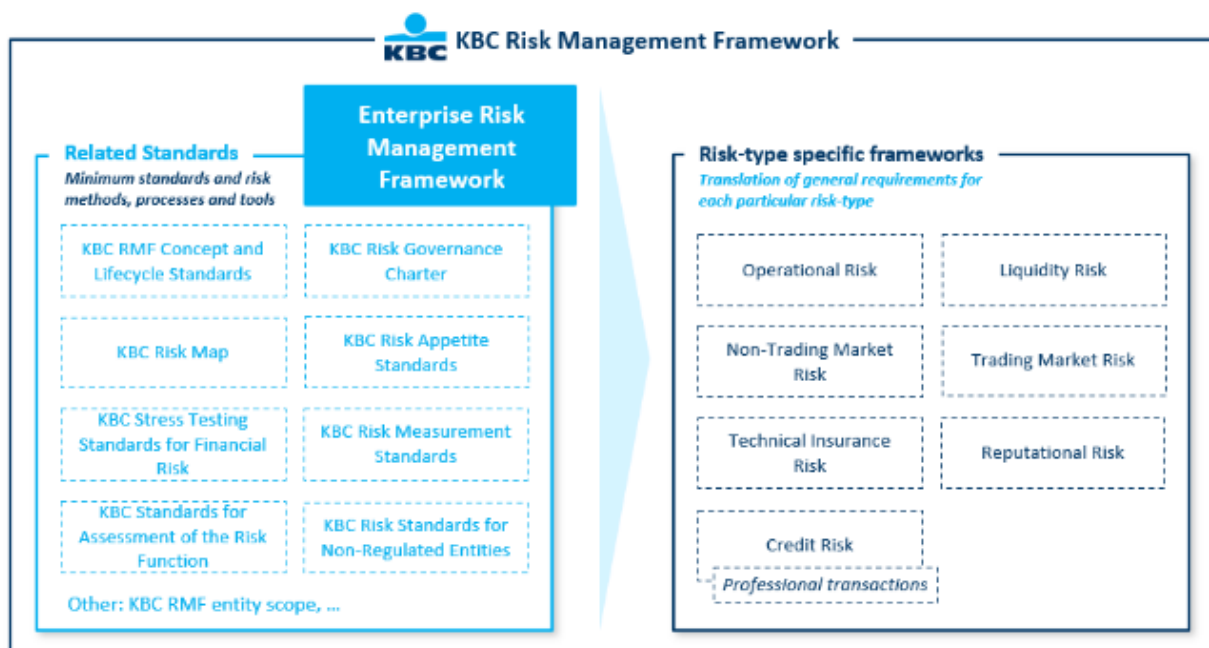 KBC
KBC Risk Management Framework
Enterprise Risk
Management
Framework
Related Standards
Minimum standards and risk
methods, processes and tools
KBC RMF Concept and
Lifecycle Standards
KBC Risk Governance
Charter
KBC Risk Map
KBC Risk Appetite
Standards
KBC Stress Testing
Standards for Financial
Risk
KBC Risk Measurement
Standards
KBC Standards for
Assessment of the Risk
Function
KBC Risk Standards for
Non-Regulated Entities
Other: KBC RMF entity scope, ...
Risk-type specific frameworks
Translation of general requirements for
each particular risk-type
Operational Risk
Liquidity Risk
Non-Trading Market
Risk
Trading Market Risk
Technical Insurance
Risk
Reputational Risk
Credit Risk
Professional transactions